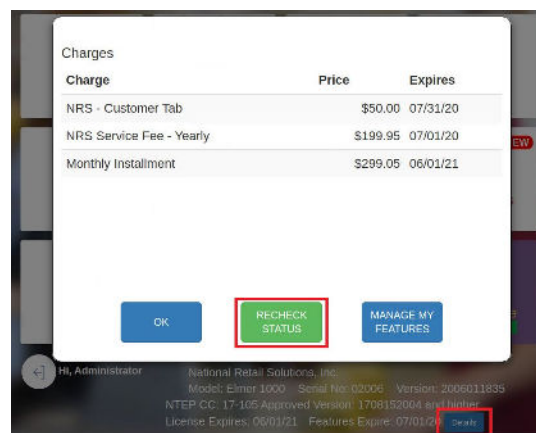 Charges
Charge Price Expires
NRS - Customer Tab $50.00 07/31/20
NRS Service Fee - Yearly $199.95 07/01/20
Monthly Installment $299.05 06/01/21
EW
OK
RECHECK
STATUS
MANAGE MY
FEATURES
Hi, Administrator
National Retail Solutions, Inc.
Model: Elmer 1000 Serial No: 02006 Version: 2006011835
NTEP CC: 17-105 Approved Version: 1708152004 and higher
License Expires: 06/01/21 Features Expire: 07/01/20 Details